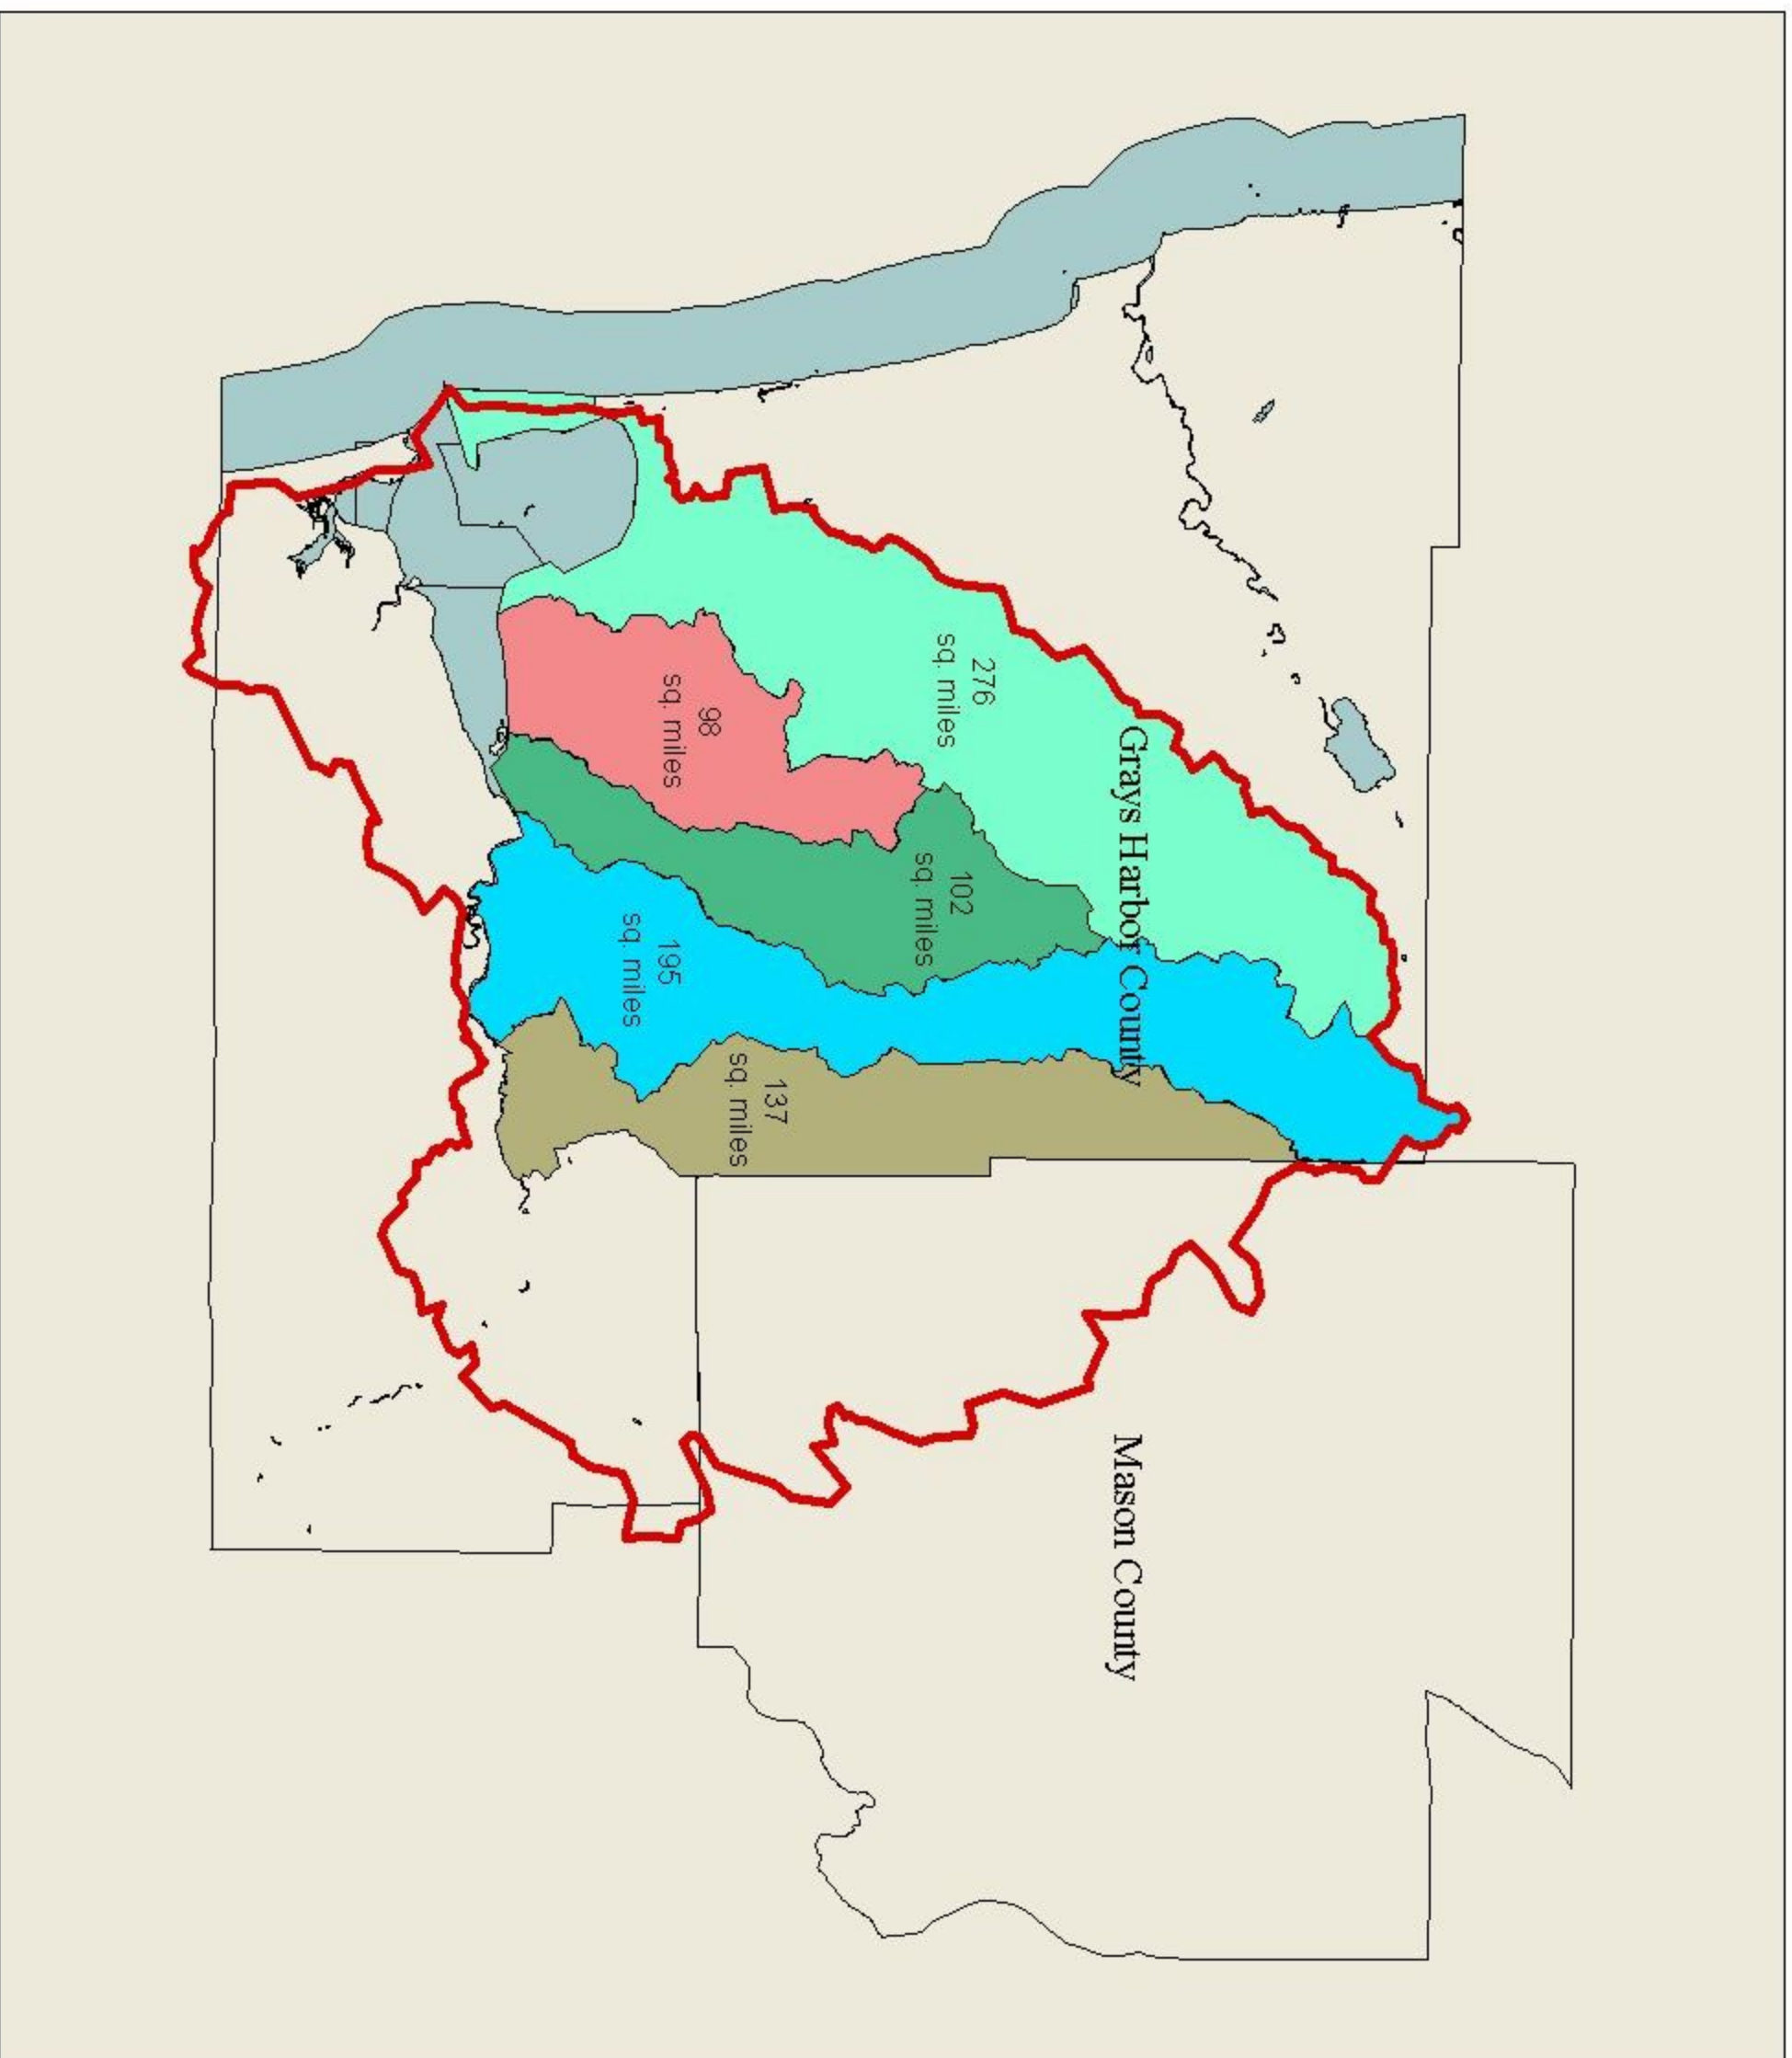 Grays Harbor County
Mason County
276
sq. miles
98
sq. miles
102
sq. miles
195
sq. miles
137
sq. miles